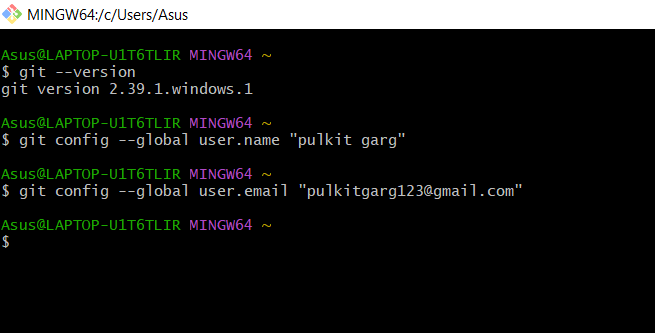 MINGW64:/c/Users/Asus
Asus@LAPTOP-U1T6TLIR MINGW64 ~
$ git --version
git version 2.39.1.windows.1
Asus@LAPTOP-U1T6TLIR MINGW64 ~
$ git config --global user.name "pulkit garg"
Asus@LAPTOP-U1T6TLIR MINGW64 ~
$ git config --global user.email "pulkitgarg123@gmail.com"
Asus@LAPTOP-U1T6TLIR MINGW64 ~
$